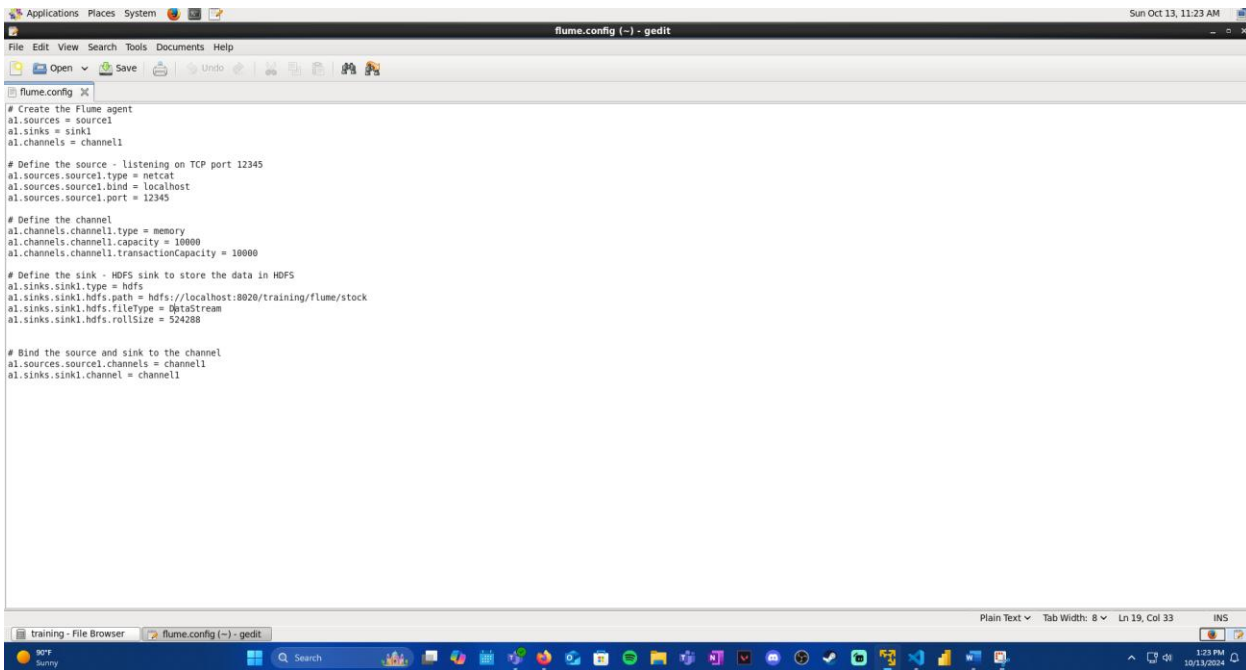 Applications Places System
Sun Oct 13, 11:23 AM
flume.config (~) - gedit
File Edit View Search Tools Documents Help
Open Save Undo
flume.config
# Create the Flume agent
a1.sources = source1
a1.sinks = sink1
a1.channels = channel1
# Define the source - listening on TCP port 12345
a1.sources.source1.type = netcat
a1.sources.source1.bind = localhost
a1.sources.source1.port = 12345
# Define the channel
a1.channels.channel1.type = memory
a1.channels.channel1.capacity = 10000
a1.channels.channel1.transactionCapacity = 10000
# Define the sink - HDFS sink to store the data in HDFS
a1.sinks.sink1.type = hdfs
a1.sinks.sink1.hdfs.path = hdfs://localhost:8020/training/flume/stock
a1.sinks.sink1.hdfs.fileType = DataStream
a1.sinks.sink1.hdfs.rollSize = 524288
# Bind the source and sink to the channel
a1.sources.source1.channels = channel1
a1.sinks.sink1.channel = channel1
Plain Text Tab Width: 8 Ln 19, Col 33 INS
training - File Browser flume.config (~) - gedit
90°F
Sunny
Search
1:23 PM
10/13/2024